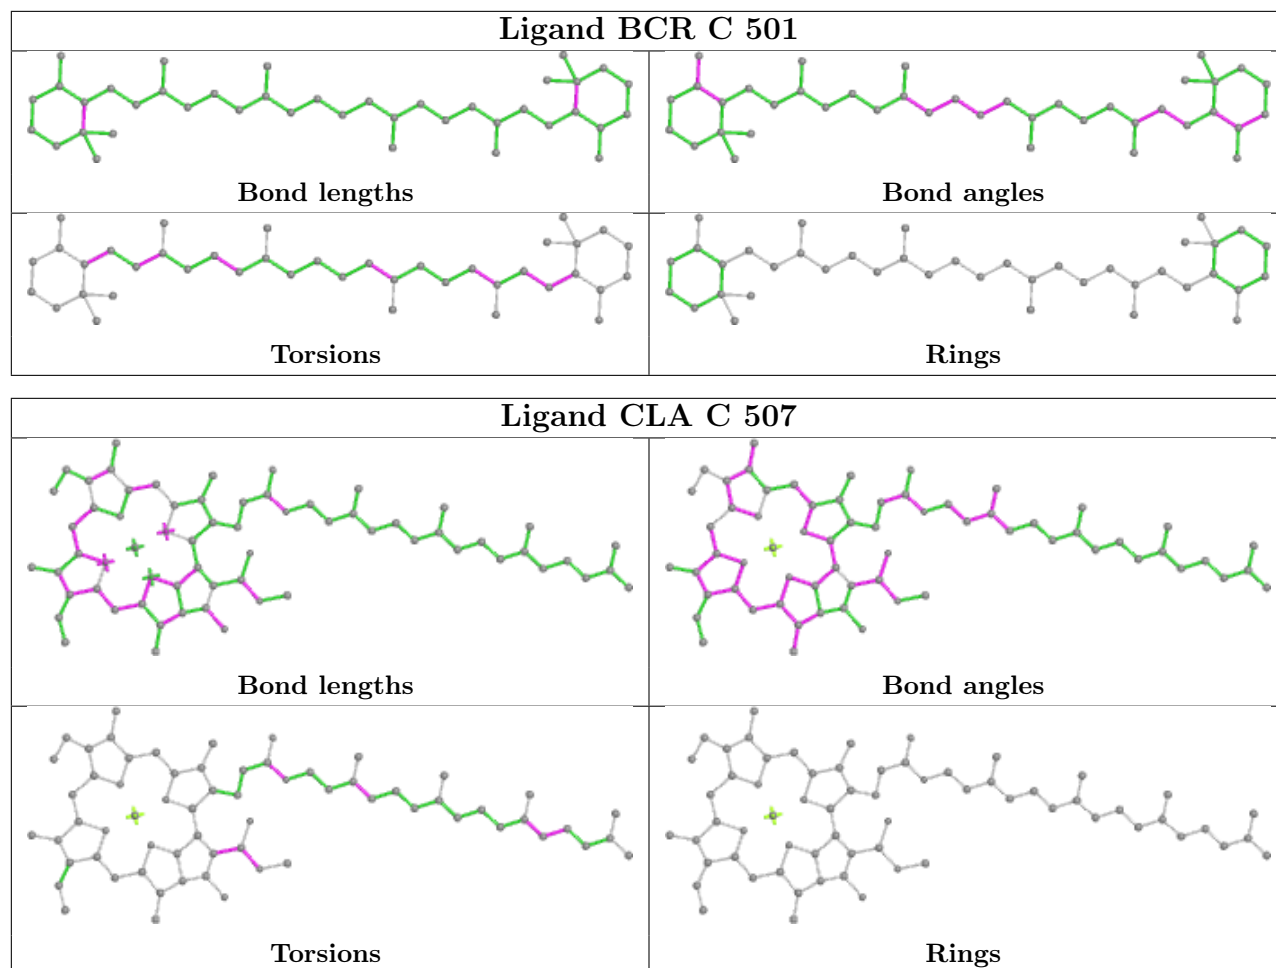 Ligand BCR C 501
Bond lengths
Bond angles
Torsions
Rings
Ligand CLA C 507
Bond lengths
Bond angles
Torsions
Rings